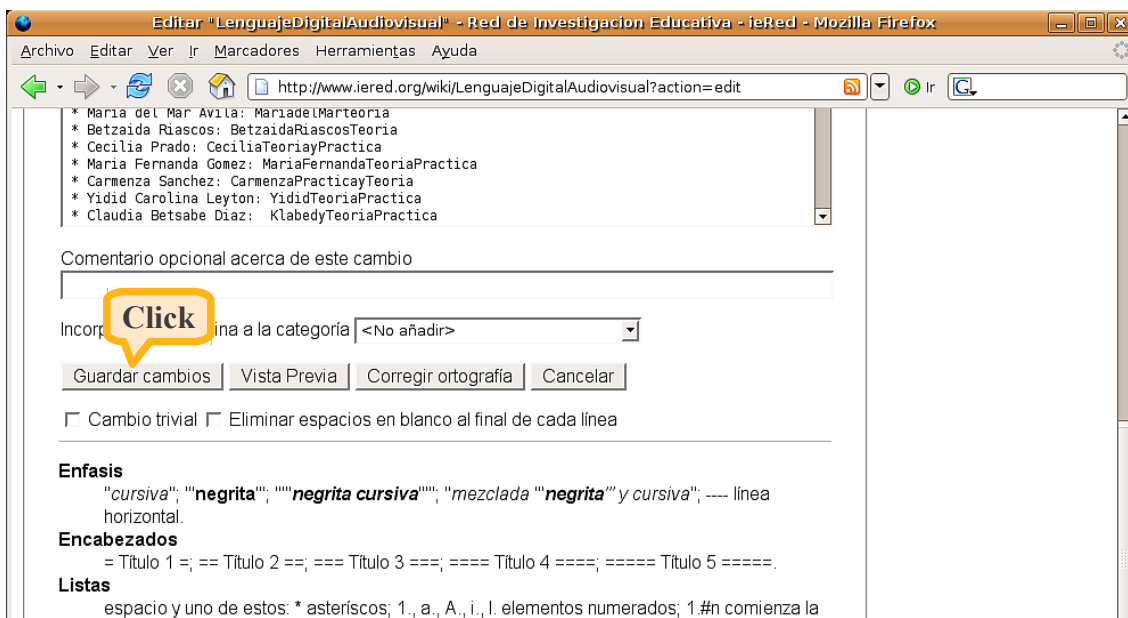 Editar "LenguajeDigitalAudiovisual" - Red de Investigacion Educativa - ieRed - Mozilla Firefox
Archivo Editar Ver Ir Marcadores Herramientas Ayuda
http://www.iered.org/wiki/LenguajeDigitalAudiovisual?action=edit Ir G
* Maria del Mar Avila: MariadelMarteoria
* Betzaida Riascos: BetzaidaRiascosTeoria
* Cecilia Prado: CeciliaTeoriayPractica
* Maria Fernanda Gomez: MariaFernandaTeoriaPractica
* Carmenza Sanchez: CarmenzaPracticayTeoria
* Yidid Carolina Leyton: YididTeoriaPractica
* Claudia Betsabe Diaz: KlabedyTeoriaPractica
Comentario opcional acerca de este cambio
Click
Incorp ina a la categoría <No añadir>
Guardar cambios Vista Previa Corregir ortografía Cancelar
Cambio trivial Eliminar espacios en blanco al final de cada línea
Enfasis
''cursiva''; '''negrita'''; '''''negrita cursiva'''''; ''mezclada '''negrita''' y cursiva''; ---- línea
horizontal.
Encabezados
= Título 1 =; == Título 2 ==; === Título 3 ===; ==== Título 4 ====; ===== Título 5 =====.
Listas
espacio y uno de estos: * asteríscos; 1., a., A., i., I. elementos numerados; 1.#n comienza la